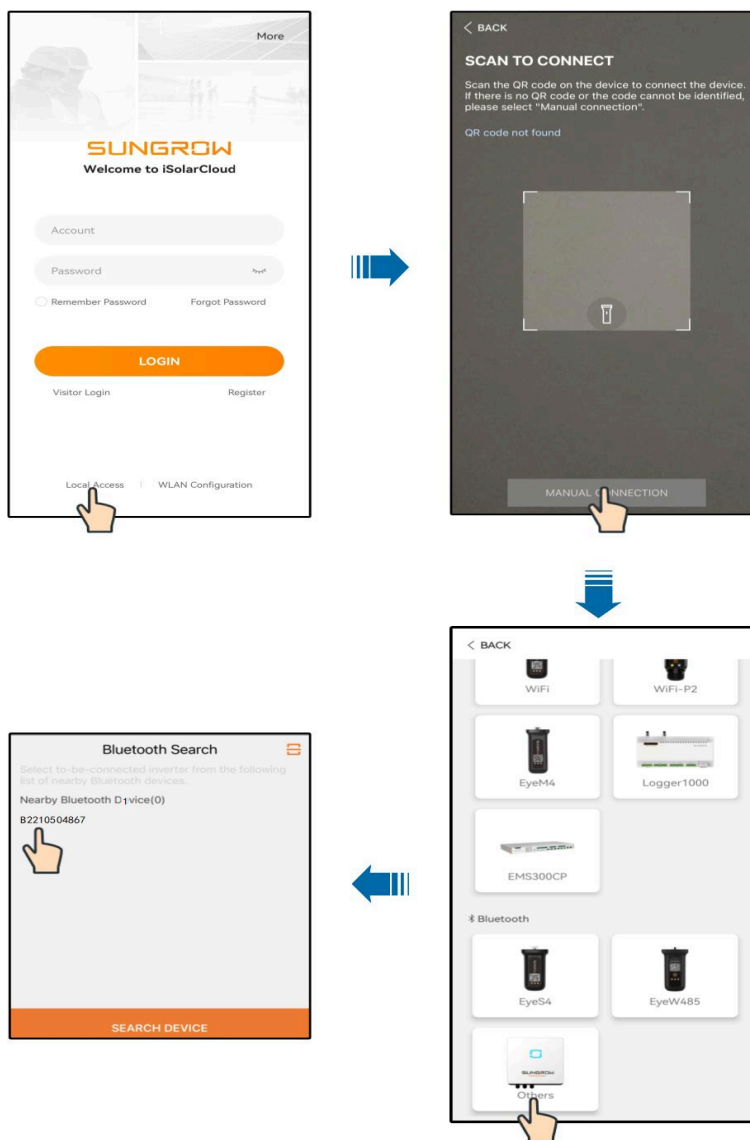 More
SUNGROW
Welcome to iSolarCloud
Account
Password
Remember Password Forgot Password
LOGIN
Visitor Login Register
Local Access | WLAN Configuration
< BACK
SCAN TO CONNECT
Scan the QR code on the device to connect the device.
If there is no QR code or the code cannot be identified,
please select "Manual connection".
QR code not found
MANUAL CONNECTION
< BACK
WiFi WiFi-P2
EyeM4 Logger1000
EMS300CP
Bluetooth
EyeS4 EyeW485
SUNGROW
Others
Bluetooth Search
Select to-be-connected inverter from the following
list of nearby Bluetooth devices.
Nearby Bluetooth D1vice(0)
B2210504867
SEARCH DEVICE